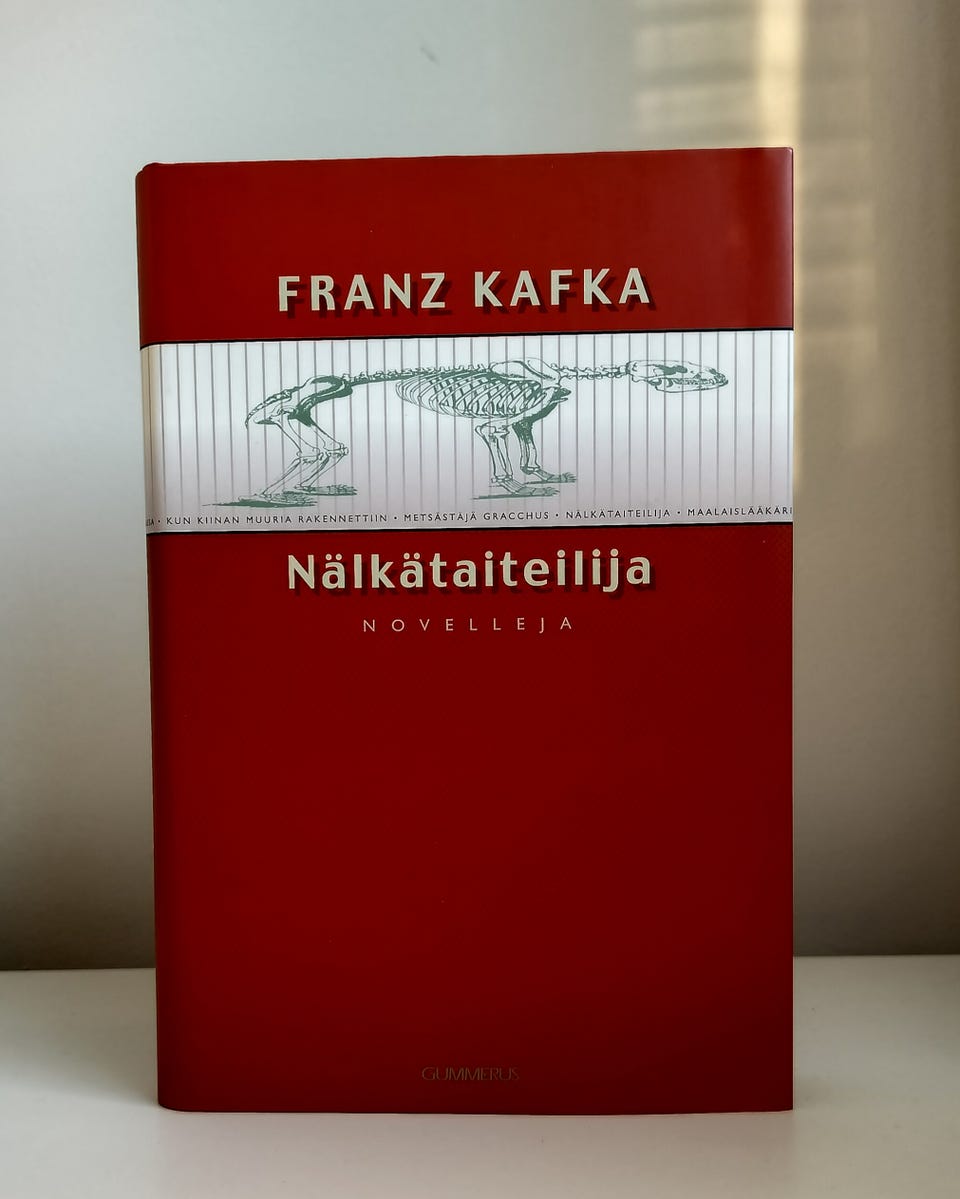 FRANZ KAFKA
• KUN KIINAN MUURIA RAKENNETTIIN • METSÄSTÄJÄ GRACCHUS • NÄLKÄTAITEILIJA • MAALAISLÄÄKÄRI
Nälkätaiteilija
NOVELLEJA
GUMMERUS